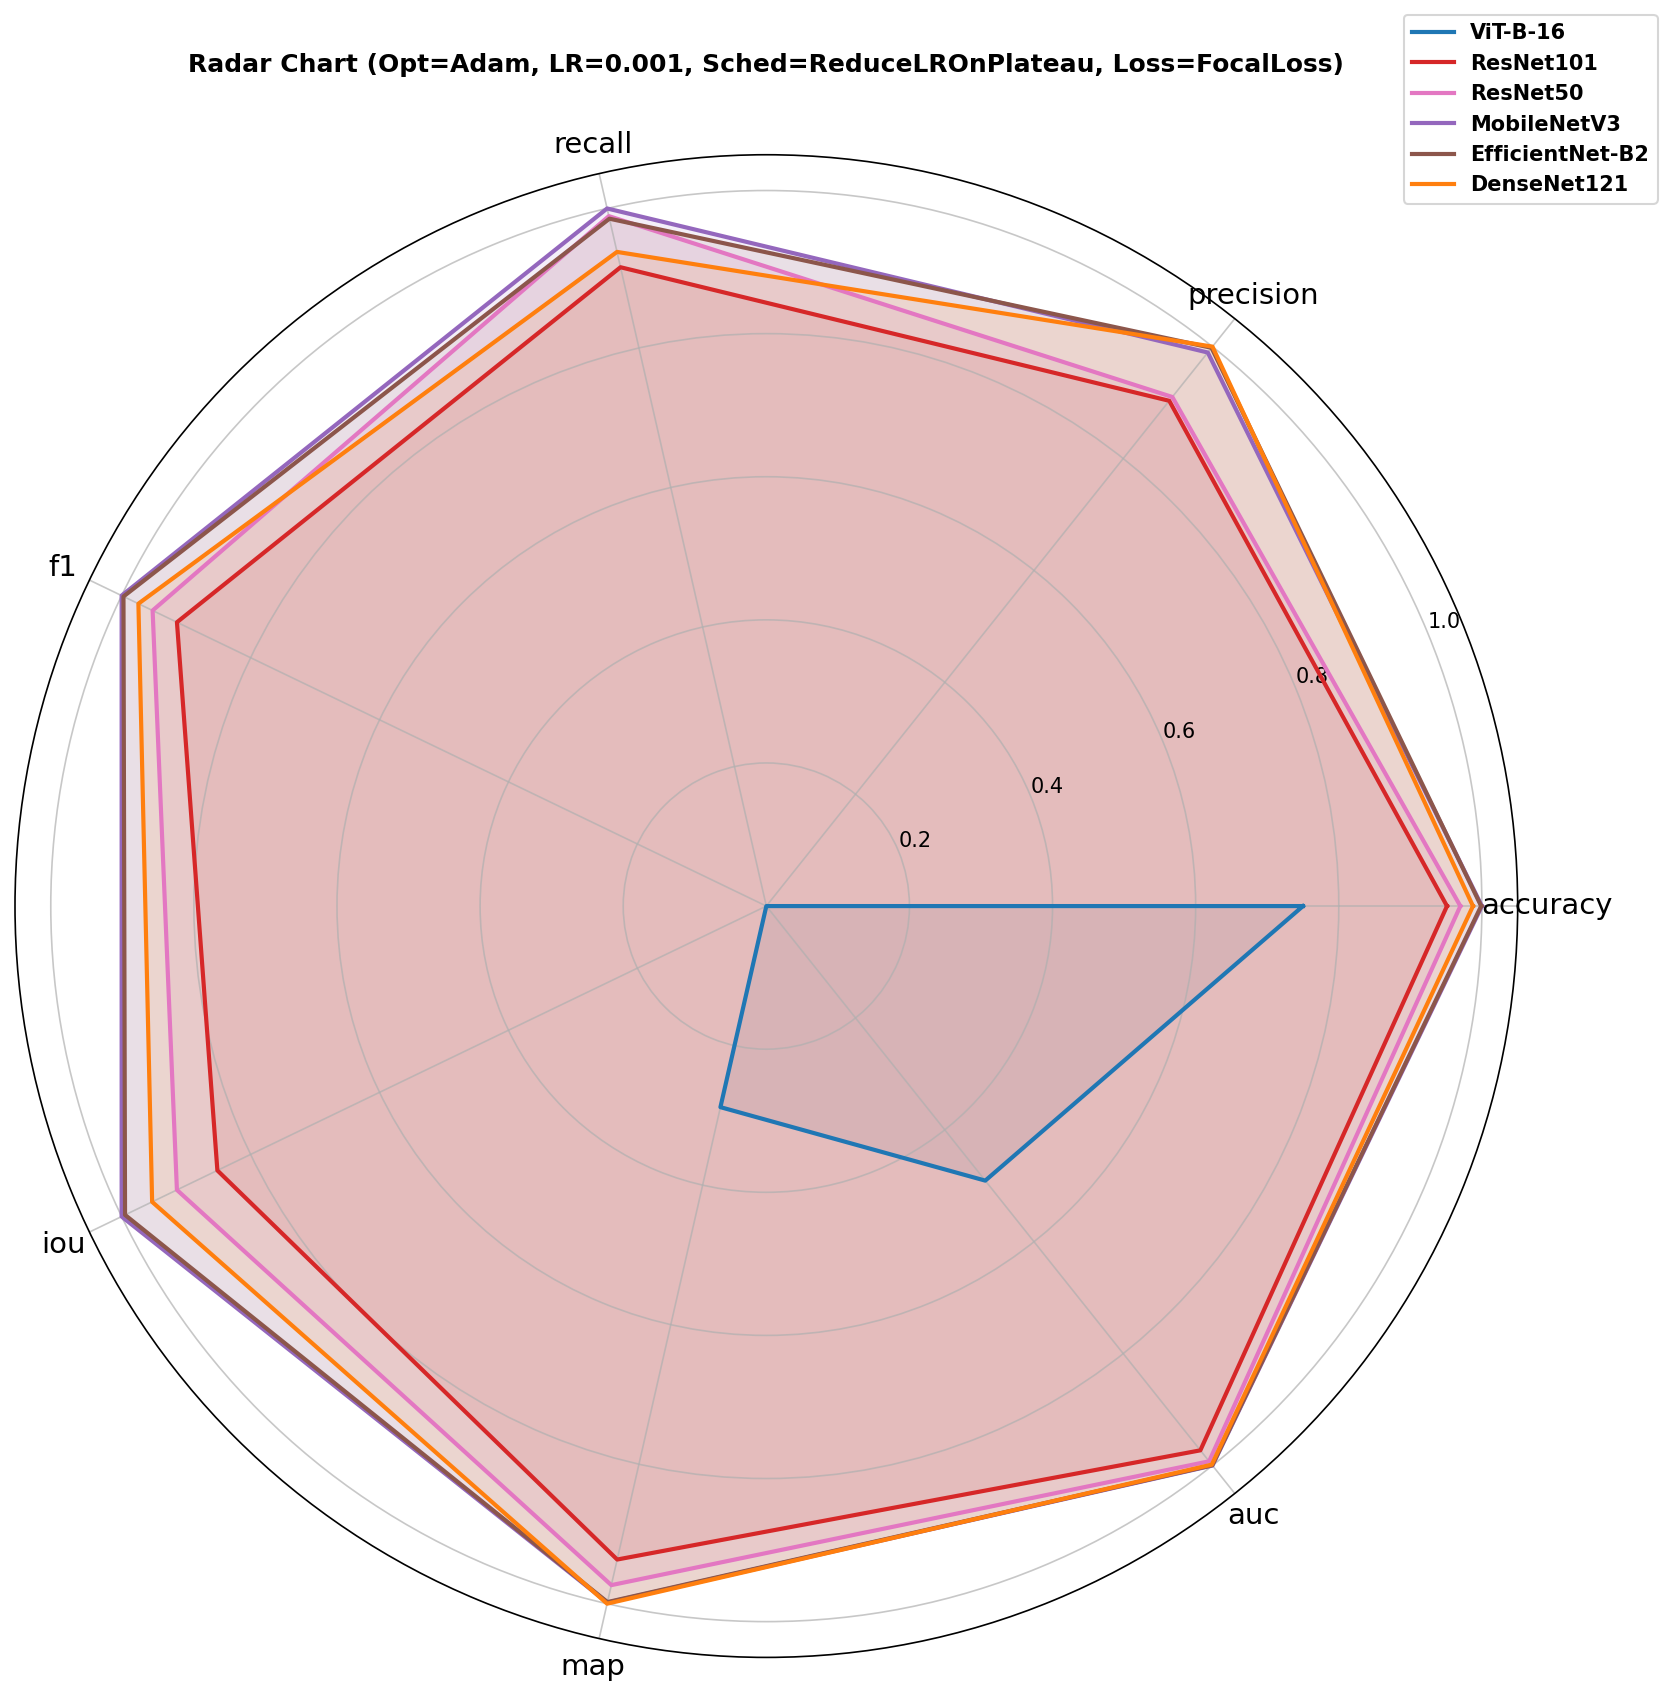 ViT-B-16
ResNet101
ResNet50
MobileNetV3
EfficientNet-B2
DenseNet121
Radar Chart (Opt=Adam, LR=0.001, Sched=ReduceLROnPlateau, Loss=FocalLoss)
recall
precision
f1
1.0
0.8
0.6
0.4
0.2
accuracy
iou
auc
map